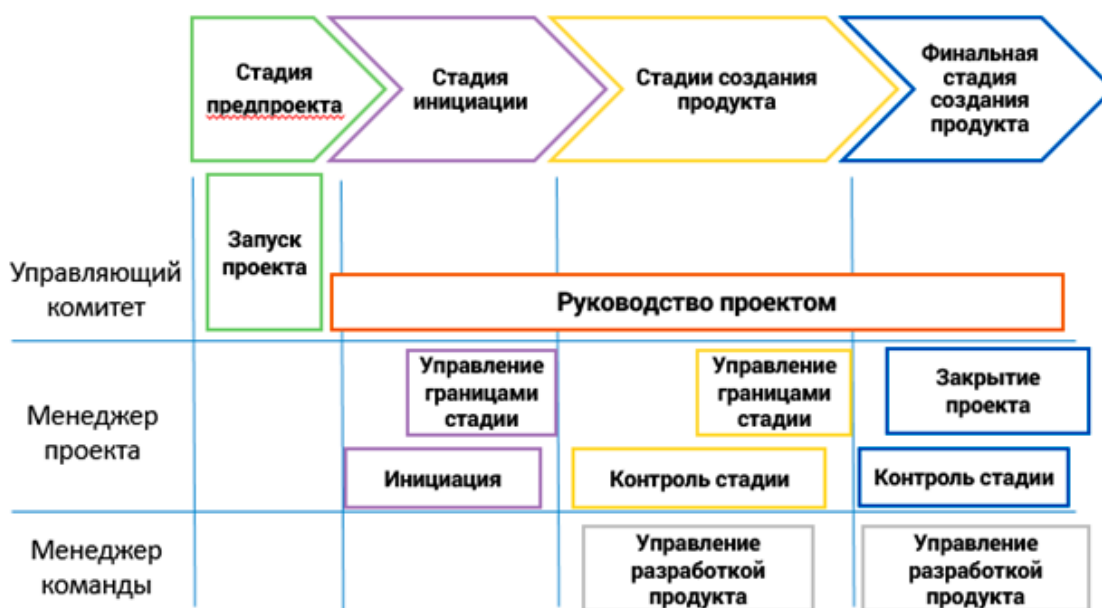 Стадия
предпроекта
Стадия
инициации
Стадии создания
продукта
Финальная
стадия
создания
продукта
Управляющий
комитет
Запуск
проекта
Руководство проектом
Менеджер
проекта
Управление
границами
стадии
Управление
границами
стадии
Закрытие
проекта
Инициация
Контроль стадии
Контроль стадии
Менеджер
команды
Управление
разработкой
продукта
Управление
разработкой
продукта